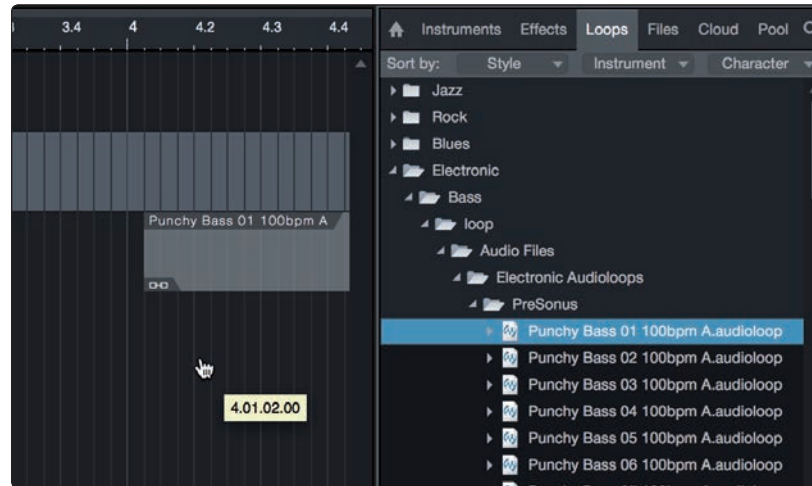 3.4 4 4.2 4.3 4.4
Punchy Bass 01 100bpm A
4.01.02.00
Instruments Effects Loops Files Cloud Pool
Sort by: Style Instrument Character
Jazz
Rock
Blues
Electronic
Bass
loop
Audio Files
Electronic Audioloops
PreSonus
Punchy Bass 01 100bpm A.audioloop
Punchy Bass 02 100bpm A.audioloop
Punchy Bass 03 100bpm A.audioloop
Punchy Bass 04 100bpm A.audioloop
Punchy Bass 05 100bpm A.audioloop
Punchy Bass 06 100bpm A.audioloop